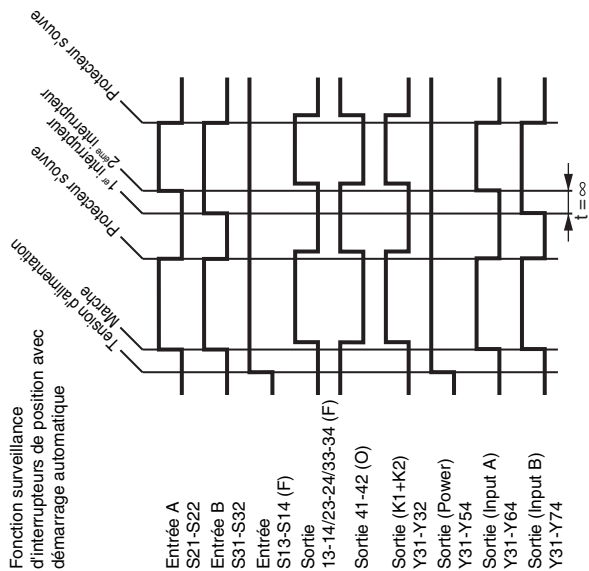 Fonction surveillance
d'interrupteurs de position avec
démarrage automatique
Tension d'alimentation
Marche
Protecteur s'ouvre
1er interrupteur
2ème interrupteur
Protecteur s'ouvre
Entrée A
S21-S22
Entrée B
S31-S32
Entrée
S13-S14 (F)
Sortie
13-14/23-24/33-34 (F)
Sortie 41-42 (O)
Sortie (K1+K2)
Y31-Y32
Sortie (Power)
Y31-Y54
Sortie (Input A)
Y31-Y64
Sortie (Input B)
Y31-Y74
t = ∞